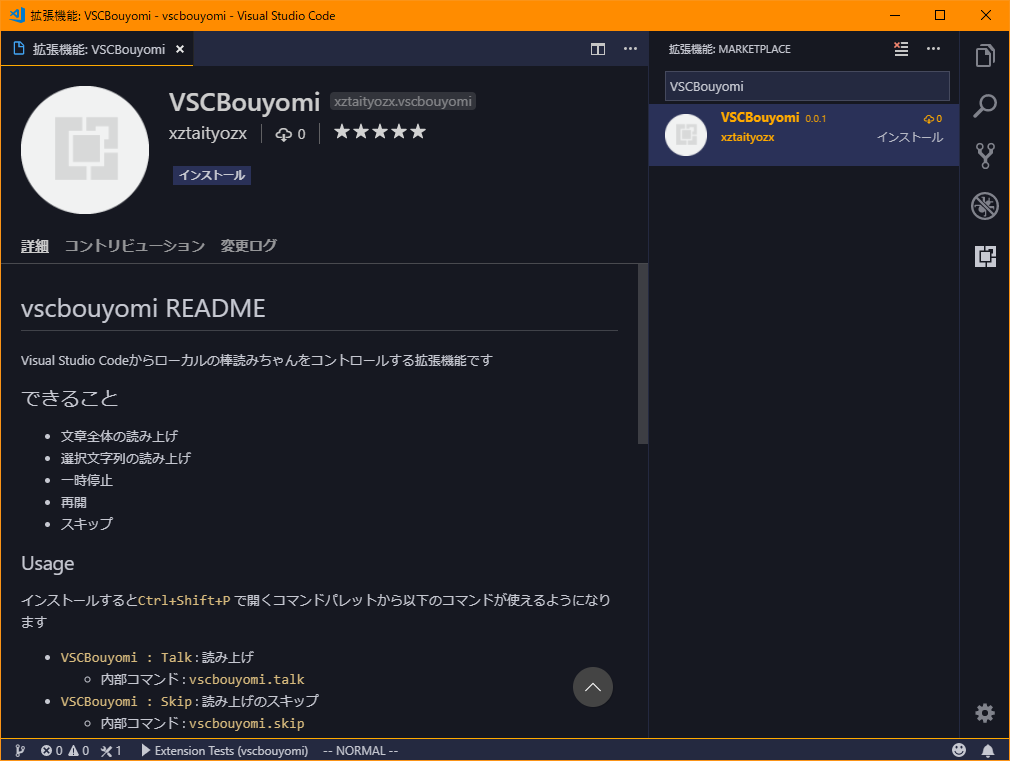 拡張機能: VSCBouyomi - vscbouyomi - Visual Studio Code
拡張機能: VSCBouyomi
VSCBouyomi xztaityozx.vscbouyomi
xztaityozx 0
インストール
詳細 コントリビューション 変更ログ
vscbouyomi README
Visual Studio Codeからローカルの棒読みちゃんをコントロールする拡張機能です
できること
文章全体の読み上げ
選択文字列の読み上げ
一時停止
再開
スキップ
Usage
インストールするとCtrl+Shift+P で開くコマンドパレットから以下のコマンドが使えるようになり
ます
VSCBouyomi : Talk:読み上げ
内部コマンド:vscbouyomi.talk
VSCBouyomi : Skip:読み上げのスキップ
内部コマンド:vscbouyomi.skip
拡張機能: MARKETPLACE
VSCBouyomi
VSCBouyomi 0.0.1 0
xztaityozx インストール
0 0 1 Extension Tests (vscbouyomi) -- NORMAL --